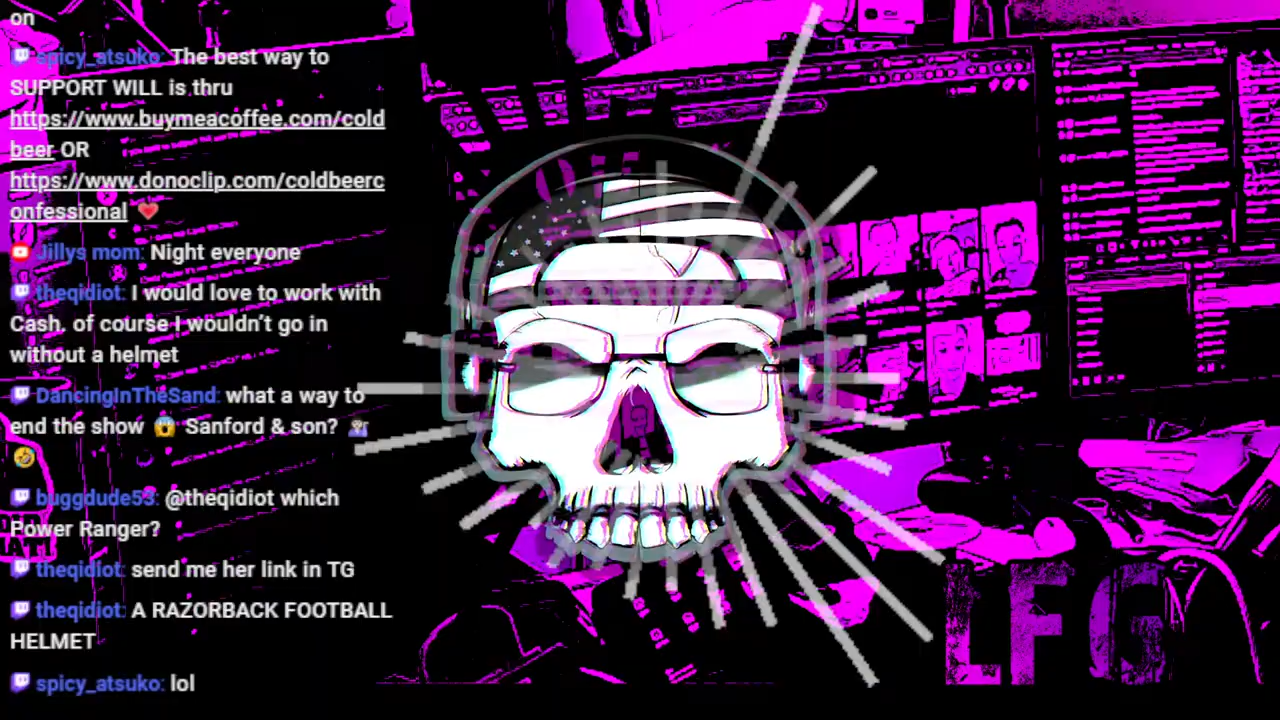 on
spicy_atsuko: The best way to
SUPPORT WILL is thru
https://www.buymeacoffee.com/cold
beer OR
https://www.donoclip.com/coldbeerc
onfessional ❤️
Jillys mom: Night everyone
theqidiot: I would love to work with
Cash. of course I wouldn't go in
without a helmet
DancingInTheSand: what a way to
end the show 😱 Sanford & son? 🤷🏻‍♀️
🤣
buggdude53: @theqidiot which
Power Ranger?
theqidiot: send me her link in TG
theqidiot: A RAZORBACK FOOTBALL
HELMET
spicy_atsuko: lol
LFG